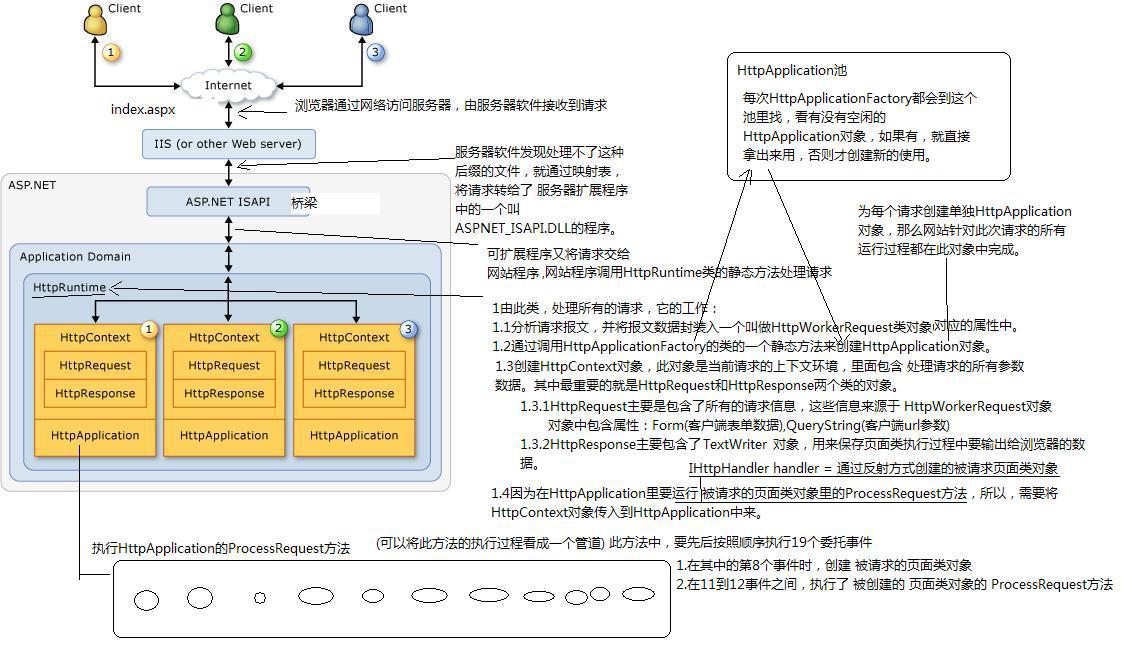 Client
Client
Client
1
2
3
Internet
index.aspx
浏览器通过网络访问服务器，由服务器软件接收到请求
IIS (or other Web server)
服务器软件发现处理不了这种
后缀的文件，就通过映射表，
将请求转给了 服务器扩展程序
中的一个叫
ASPNET_ISAPI.DLL的程序。
ASP.NET
ASP.NET ISAPI
桥梁
可扩展程序又将请求交给
网站程序,网站程序调用HttpRuntime类的静态方法处理请求
Application Domain
HttpRuntime
1
HttpContext
HttpRequest
HttpResponse
HttpApplication
2
HttpContext
HttpRequest
HttpResponse
HttpApplication
3
HttpContext
HttpRequest
HttpResponse
HttpApplication
HttpApplication池
每次HttpApplicationFactory都会到这个
池里找，看有没有空闲的
HttpApplication对象，如果有，就直接
拿出来用，否则才创建新的使用。
为每个请求创建单独HttpApplication
对象，那么网站针对此次请求的所有
运行过程都在此对象中完成。
1由此类，处理所有的请求，它的工作：
1.1分析请求报文，并将报文数据封装入一个叫做HttpWorkerRequest类对象对应的属性中。
1.2通过调用HttpApplicationFactory的类的一个静态方法来创建HttpApplication对象。
1.3创建HttpContext对象，此对象是当前请求的上下文环境，里面包含 处理请求的所有参数
数据。其中最重要的就是HttpRequest和HttpResponse两个类的对象。
1.3.1HttpRequest主要是包含了所有的请求信息，这些信息来源于 HttpWorkerRequest对象
对象中包含属性：Form(客户端表单数据),QueryString(客户端url参数)
1.3.2HttpResponse主要包含了TextWriter 对象，用来保存页面类执行过程中要输出给浏览器的数
据。
IHttpHandler handler = 通过反射方式创建的被请求页面类对象
1.4因为在HttpApplication里要运行 被请求的页面类对象里的ProcessRequest方法，所以，需要将
HttpContext对象传入到HttpApplication中来。
执行HttpApplication的ProcessRequest方法
(可以将此方法的执行过程看成一个管道) 此方法中，要先后按照顺序执行19个委托事件
1.在其中的第8个事件时，创建 被请求的页面类对象
2.在11到12事件之间，执行了 被创建的 页面类对象的 ProcessRequest方法